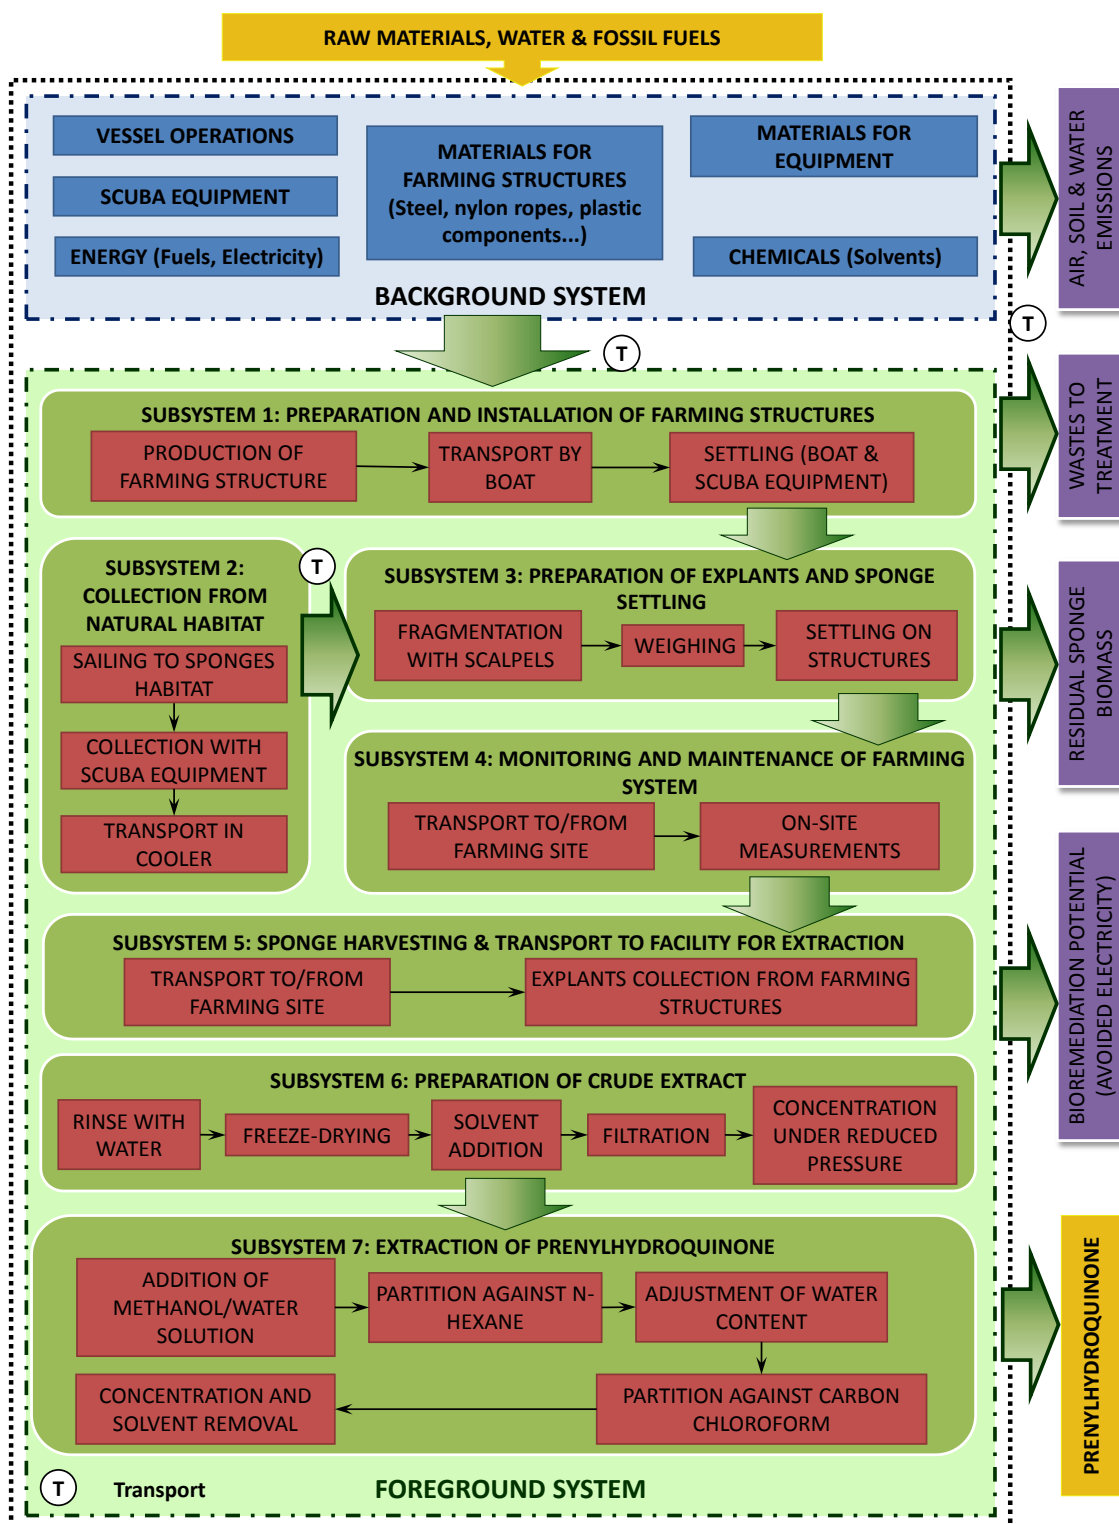 RAW MATERIALS, WATER & FOSSIL FUELS
VESSEL OPERATIONS
SCUBA EQUIPMENT
ENERGY (Fuels, Electricity)
MATERIALS FOR
FARMING STRUCTURES
(Steel, nylon ropes, plastic
components...)
MATERIALS FOR
EQUIPMENT
CHEMICALS (Solvents)
BACKGROUND SYSTEM
T
T
SUBSYSTEM 1: PREPARATION AND INSTALLATION OF FARMING STRUCTURES
PRODUCTION OF
FARMING STRUCTURE
TRANSPORT BY
BOAT
SETTLING (BOAT &
SCUBA EQUIPMENT)
SUBSYSTEM 2:
COLLECTION FROM
NATURAL HABITAT
SAILING TO SPONGES
HABITAT
COLLECTION WITH
SCUBA EQUIPMENT
TRANSPORT IN
COOLER
T
SUBSYSTEM 3: PREPARATION OF EXPLANTS AND SPONGE
SETTLING
FRAGMENTATION
WITH SCALPELS
WEIGHING
SETTLING ON
STRUCTURES
SUBSYSTEM 4: MONITORING AND MAINTENANCE OF FARMING
SYSTEM
TRANSPORT TO/FROM
FARMING SITE
ON-SITE
MEASUREMENTS
SUBSYSTEM 5: SPONGE HARVESTING & TRANSPORT TO FACILITY FOR EXTRACTION
TRANSPORT TO/FROM
FARMING SITE
EXPLANTS COLLECTION FROM FARMING
STRUCTURES
SUBSYSTEM 6: PREPARATION OF CRUDE EXTRACT
RINSE WITH
WATER
FREEZE-DRYING
SOLVENT
ADDITION
FILTRATION
CONCENTRATION
UNDER REDUCED
PRESSURE
SUBSYSTEM 7: EXTRACTION OF PRENYLHYDROQUINONE
ADDITION OF
METHANOL/WATER
SOLUTION
PARTITION AGAINST N-
HEXANE
ADJUSTMENT OF WATER
CONTENT
PARTITION AGAINST CARBON
CHLOROFORM
CONCENTRATION AND
SOLVENT REMOVAL
T
Transport
FOREGROUND SYSTEM
AIR, SOIL & WATER
EMISSIONS
WASTES TO
TREATMENT
RESIDUAL SPONGE
BIOMASS
BIOREMEDIATION POTENTIAL
(AVOIDED ELECTRICITY)
PRENYLHYDROQUINONE